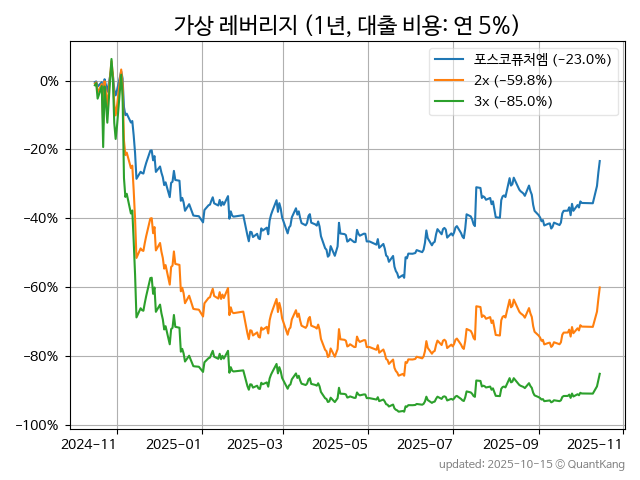 가상 레버리지 (1년, 대출 비용: 연 5%)
포스코퓨처엠 (-23.0%)
2x (-59.8%)
3x (-85.0%)
0%
-20%
-40%
-60%
-80%
-100%
2024-11 2025-01 2025-03 2025-05 2025-07 2025-09 2025-11
updated: 2025-10-15 © QuantKang